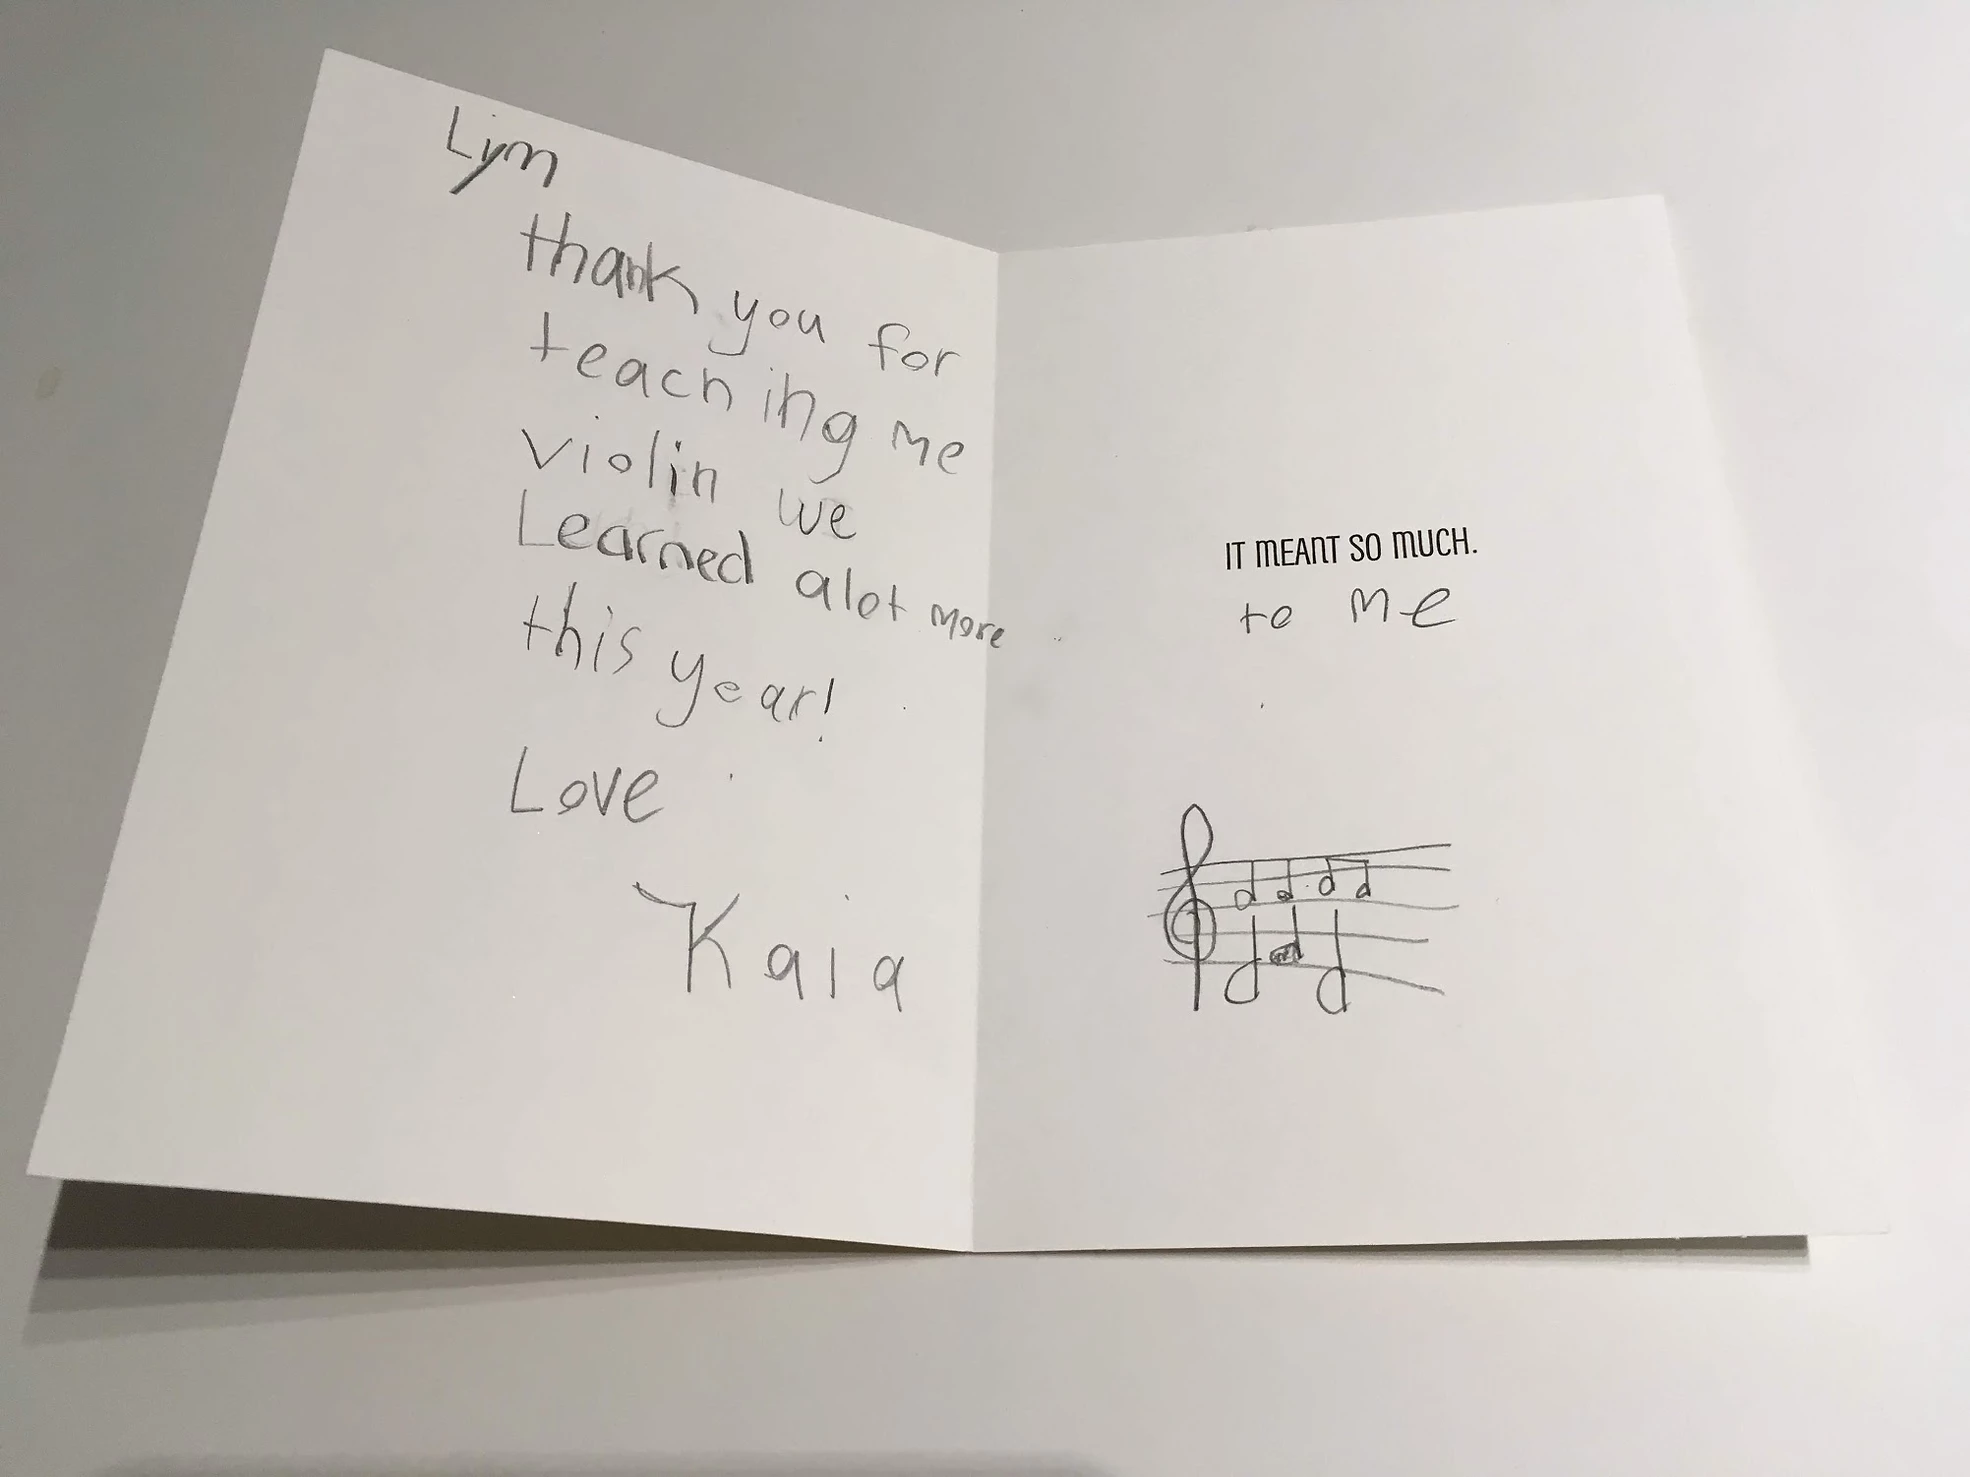 Lym
thank you for
teaching me
violin we
Learned alot more
this year!
Love
Kaia
IT MEANT SO MUCH.
to me